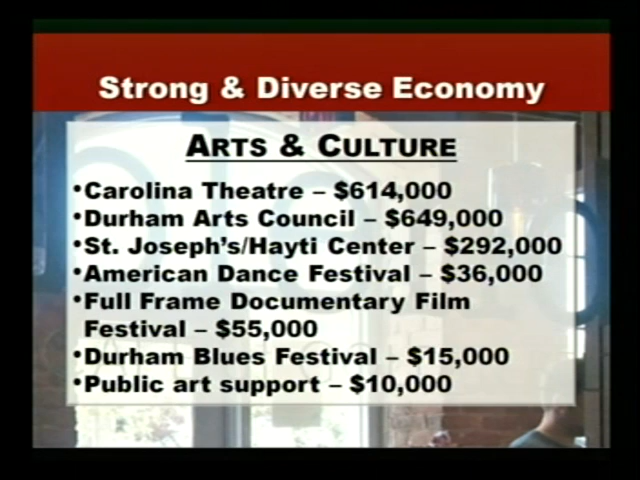 Strong & Diverse Economy
ARTS & CULTURE
•Carolina Theatre – $614,000
•Durham Arts Council – $649,000
•St. Joseph's/Hayti Center – $292,000
•American Dance Festival – $36,000
•Full Frame Documentary Film
Festival – $55,000
•Durham Blues Festival – $15,000
•Public art support – $10,000